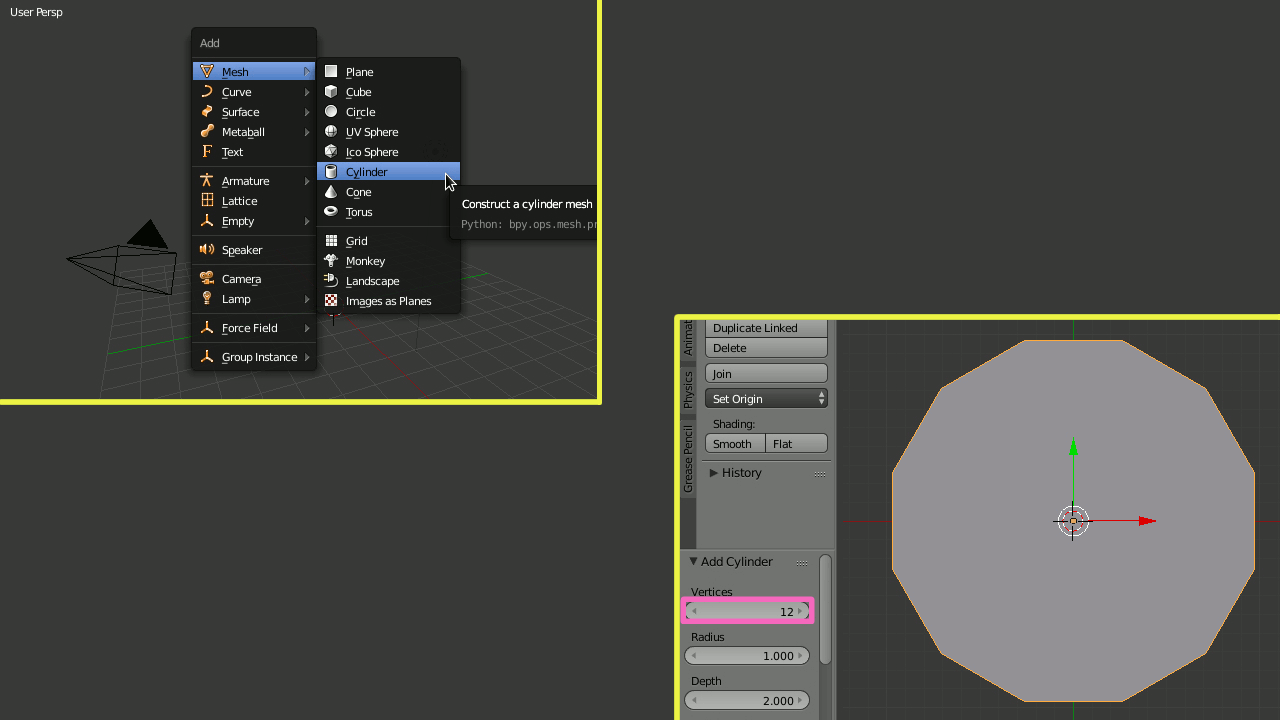 User Persp
Add
Mesh
Curve
Surface
Metaball
Text
Armature
Lattice
Empty
Speaker
Camera
Lamp
Force Field
Group Instance
Plane
Cube
Circle
UV Sphere
Ico Sphere
Cylinder
Cone
Torus
Grid
Monkey
Landscape
Images as Planes
Construct a cylinder mesh
Python: bpy.ops.mesh.pr
Animat
Physics
Grease Pencil
Duplicate Linked
Delete
Join
Set Origin
Shading:
Smooth Flat
History
Add Cylinder
Vertices
12
Radius
1.000
Depth
2.000